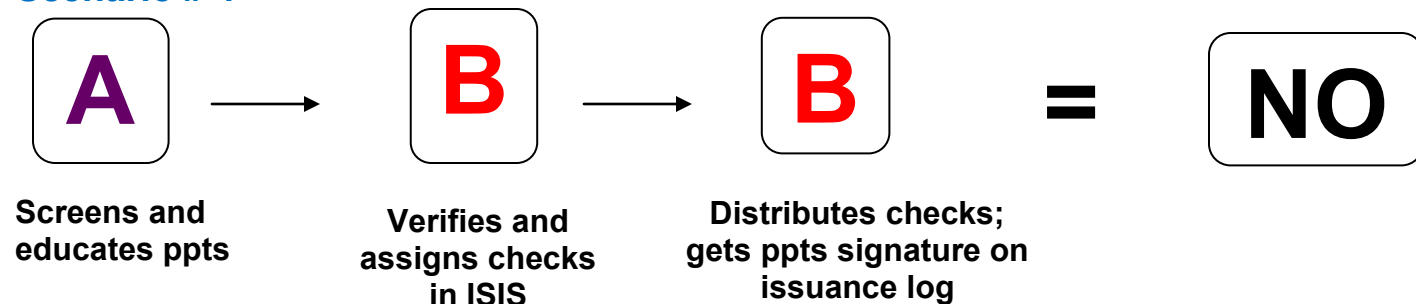 A B B = NO
Screens and
educates ppts
Verifies and
assigns checks
in ISIS
Distributes checks;
gets ppts signature on
issuance log